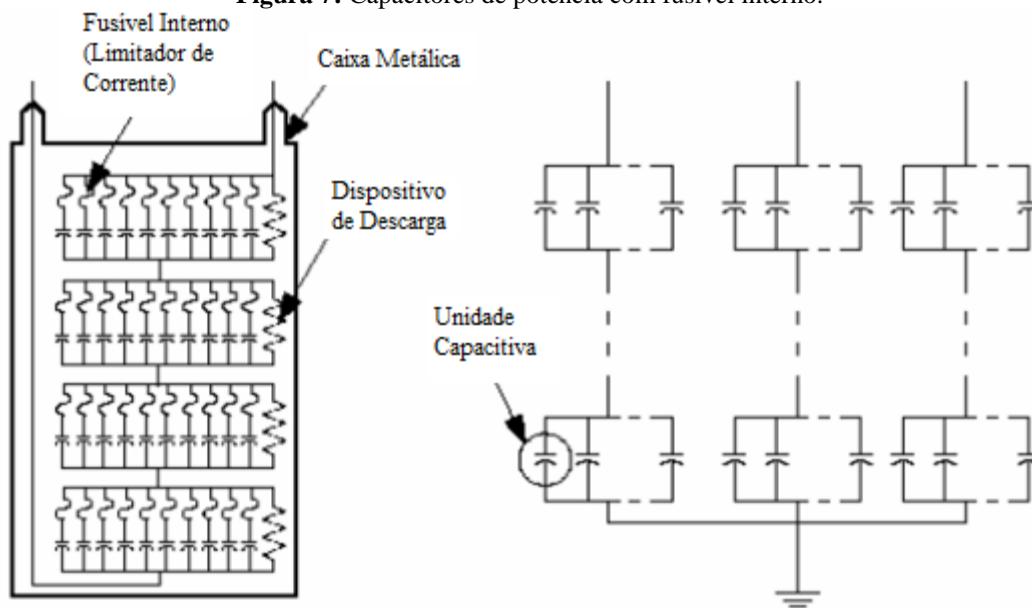 Figura 7. Capacitores de potência com fusível interno.
Fusivel Interno
(Limitador de
Corrente)
Caixa Metálica
Dispositivo
de Descarga
Unidade
Capacitiva